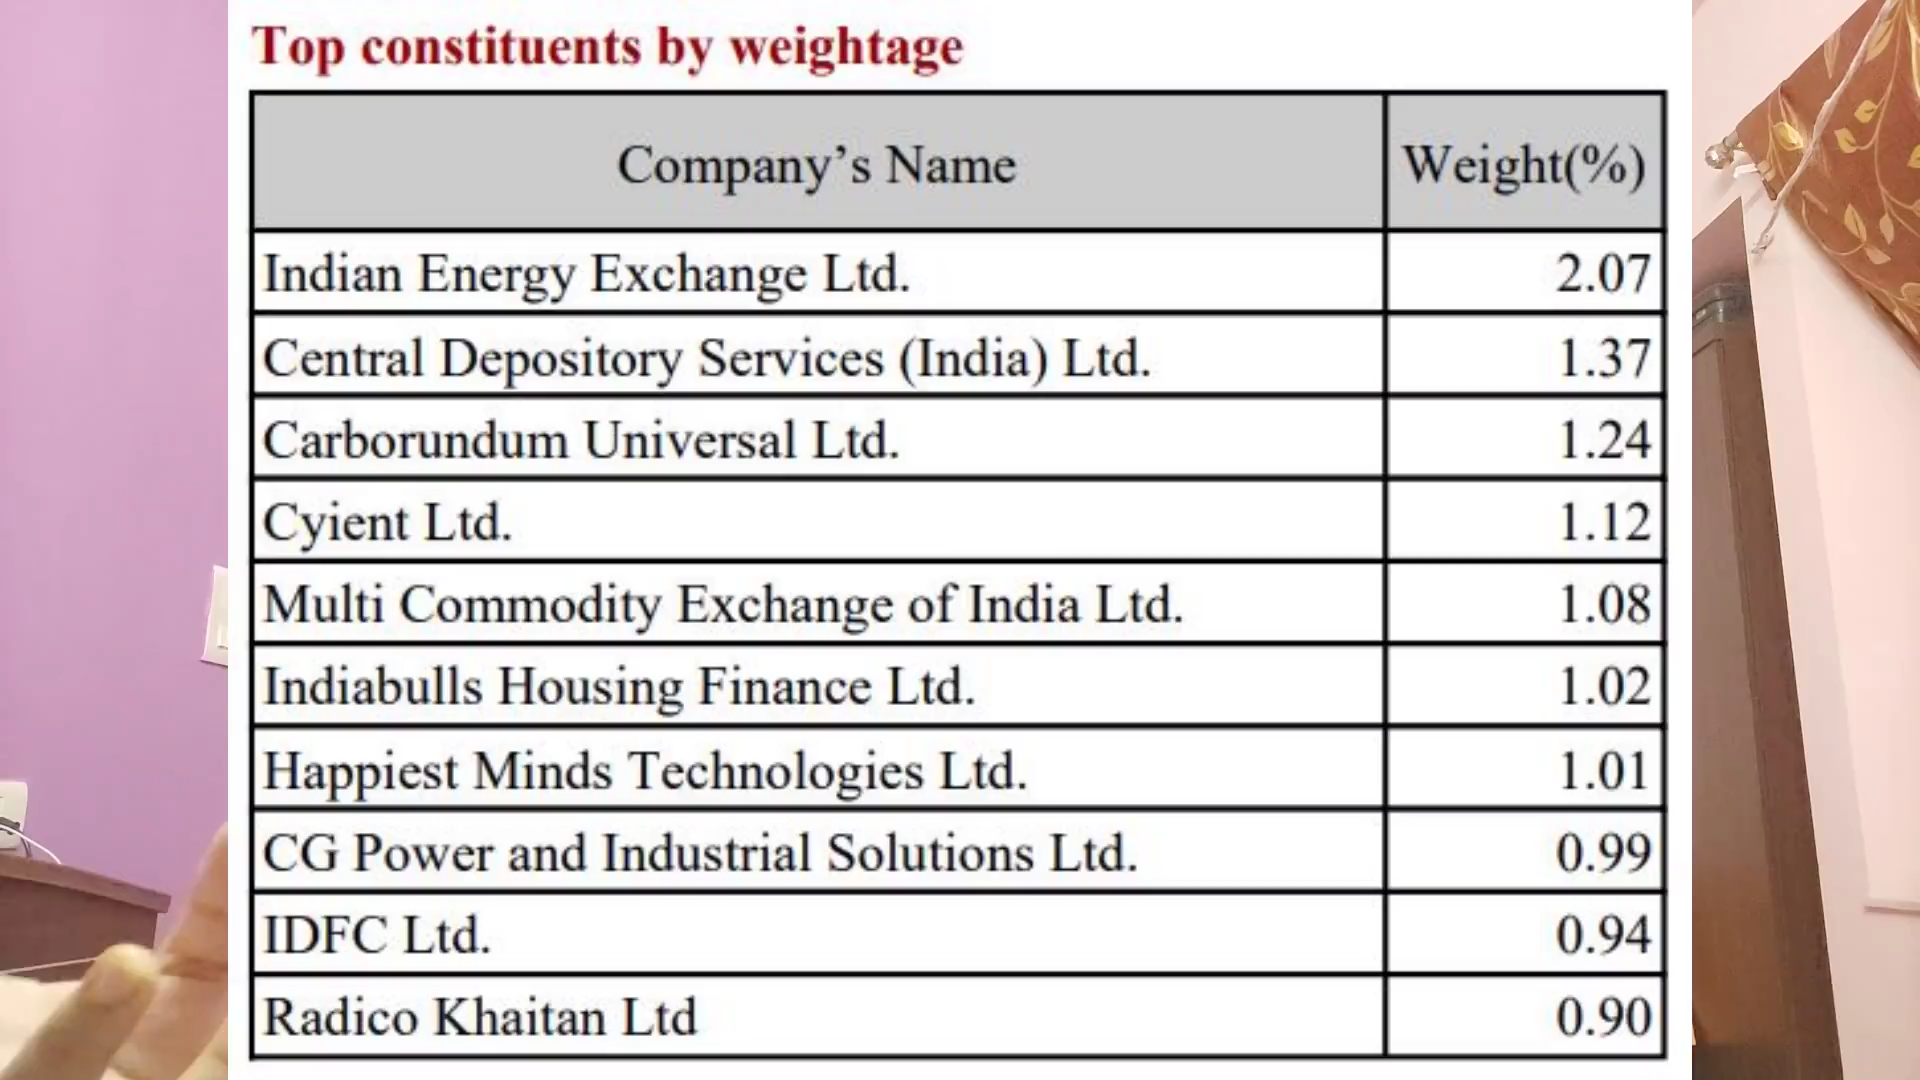 Top constituents by weightage
Company’s Name Weight(%)
Indian Energy Exchange Ltd. 2.07
Central Depository Services (India) Ltd. 1.37
Carborundum Universal Ltd. 1.24
Cyient Ltd. 1.12
Multi Commodity Exchange of India Ltd. 1.08
Indiabulls Housing Finance Ltd. 1.02
Happiest Minds Technologies Ltd. 1.01
CG Power and Industrial Solutions Ltd. 0.99
IDFC Ltd. 0.94
Radico Khaitan Ltd 0.90